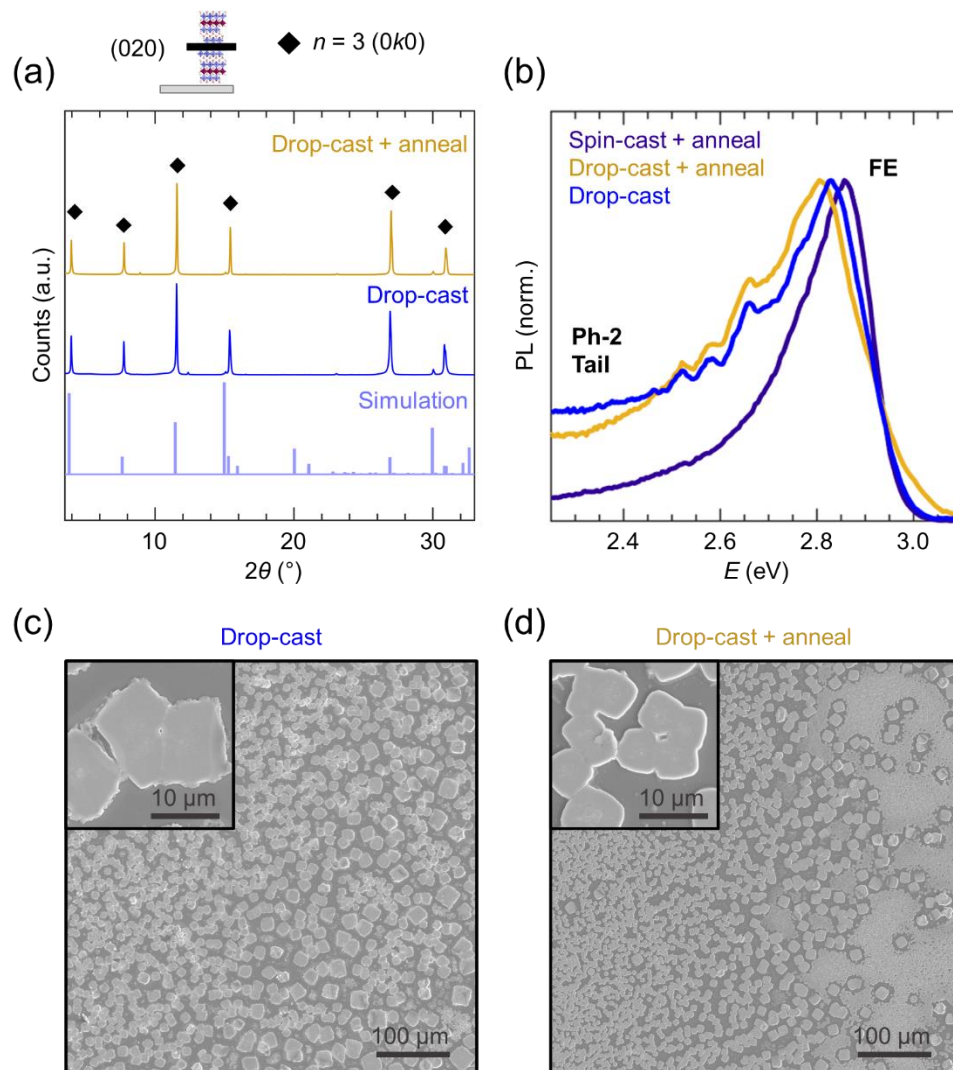 (020)
◆ n = 3 (0k0)
(a)
Drop-cast + anneal
Drop-cast
Simulation
Counts (a.u.)
10
20
30
2θ (°)
(b)
Spin-cast + anneal
Drop-cast + anneal
Drop-cast
FE
Ph-2
Tail
PL (norm.)
2.4
2.6
2.8
3.0
E (eV)
(c)
Drop-cast
10 µm
100 µm
(d)
Drop-cast + anneal
10 µm
100 µm